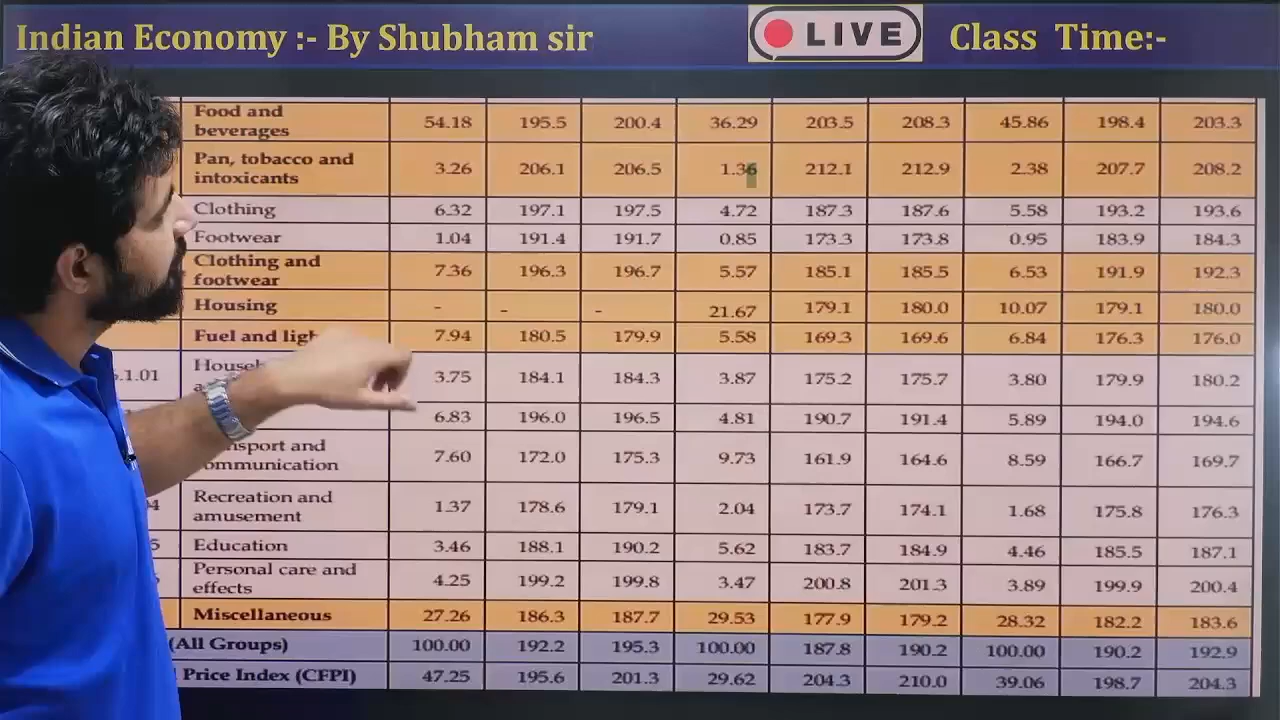 Indian Economy :- By Shubham sir LIVE Class Time:-
Food and
beverages 54.18 195.5 200.4 36.29 203.5 208.3 45.86 198.4 203.3
Pan, tobacco and
intoxicants 3.26 206.1 206.5 1.36 212.1 212.9 2.38 207.7 208.2
Clothing 6.32 197.1 197.5 4.72 187.3 187.6 5.58 193.2 193.6
Footwear 1.04 191.4 191.7 0.85 173.3 173.8 0.95 183.9 184.3
Clothing and
footwear 7.36 196.3 196.7 5.57 185.1 185.5 6.53 191.9 192.3
Housing - - - 21.67 179.1 180.0 10.07 179.1 180.0
Fuel and 7.94 180.5 179.9 5.58 169.3 169.6 6.84 176.3 176.0
.1.01 3.75 184.1 184.3 3.87 175.2 175.7 3.80 179.9 180.2
6.83 196.0 196.5 4.81 190.7 191.4 5.89 194.0 194.6
and
7.60 172.0 175.3 9.73 161.9 164.6 8.59 166.7 169.7
Recreation and
amusement 1.37 178.6 179.1 2.04 173.7 174.1 1.68 175.8 176.3
Education 3.46 188.1 190.2 5.62 183.7 184.9 4.46 185.5 187.1
Personal care and
effects 4.25 199.2 199.8 3.47 200.8 201.3 3.89 199.9 200.4
Miscellaneous 27.26 186.3 187.7 29.53 177.9 179.2 28.32 182.2 183.6
(All Groups) 100.00 192.2 195.3 100.00 187.8 190.2 100.00 190.2 192.9
Price Index (CFPI) 47.25 195.6 201.3 29.62 204.3 210.0 39.06 198.7 204.3